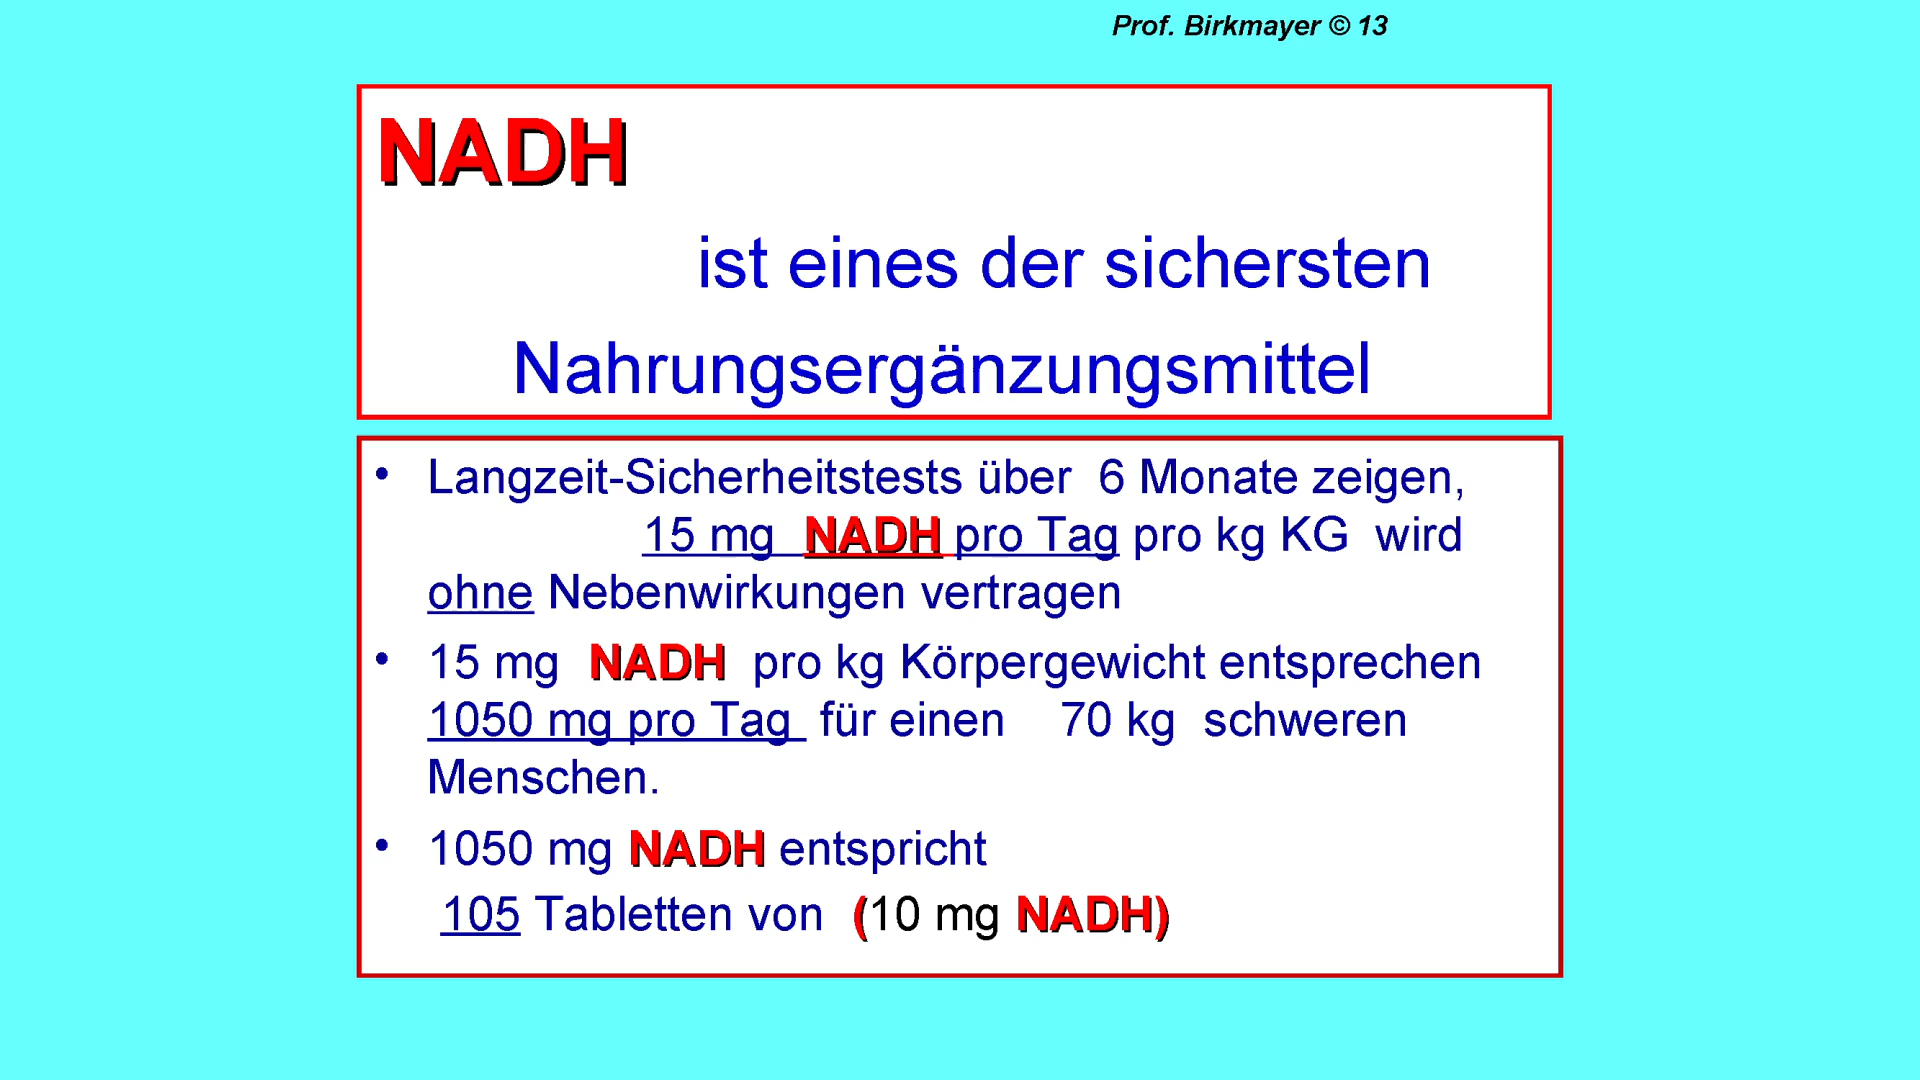 Prof. Birkmayer © 13
NADH
ist eines der sichersten
Nahrungsergänzungsmittel
• Langzeit-Sicherheitstests über 6 Monate zeigen,
15 mg NADH pro Tag pro kg KG wird
ohne Nebenwirkungen vertragen
• 15 mg NADH pro kg Körpergewicht entsprechen
1050 mg pro Tag für einen 70 kg schweren
Menschen.
• 1050 mg NADH entspricht
105 Tabletten von (10 mg NADH)